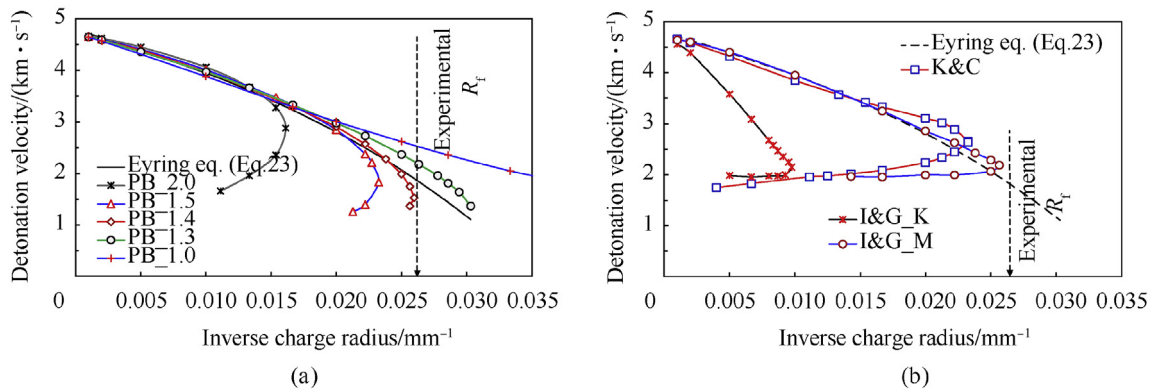 5
4
3
2
1
0
0.005
0.010
0.015
0.020
0.025
0.030
0.035
Detonation velocity/(km • s⁻¹)
Inverse charge radius/mm⁻¹
Eyring eq. (Eq.23)
PB_2.0
PB_1.5
PB_1.4
PB_1.3
PB_1.0
Experimental
R_f
(a)
5
4
3
2
1
0
0.005
0.010
0.015
0.020
0.025
0.030
0.035
Detonation velocity/(km • s⁻¹)
Inverse charge radius/mm⁻¹
Eyring eq. (Eq.23)
K&C
I&G_K
I&G_M
Experimental
R_f
(b)